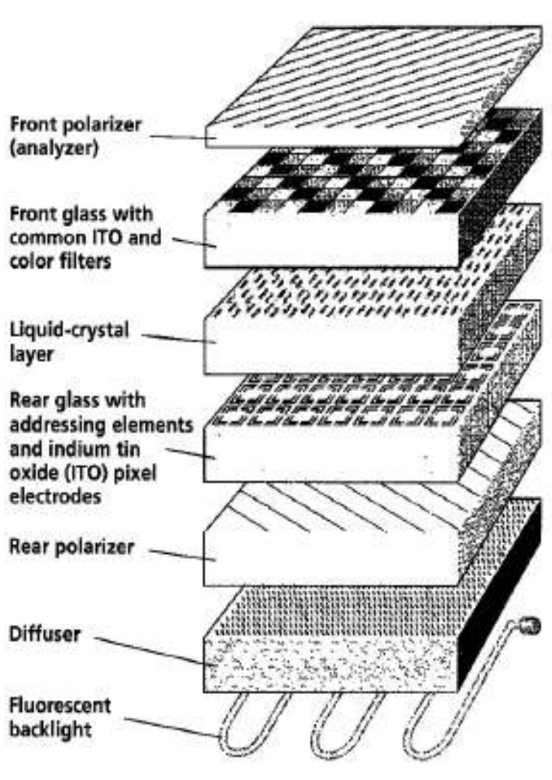 Front polarizer
(analyzer)
Front glass with
common ITO and
color filters
Liquid-crystal
layer
Rear glass with
addressing elements
and indium tin
oxide (ITO) pixel
electrodes
Rear polarizer
Diffuser
Fluorescent
backlight